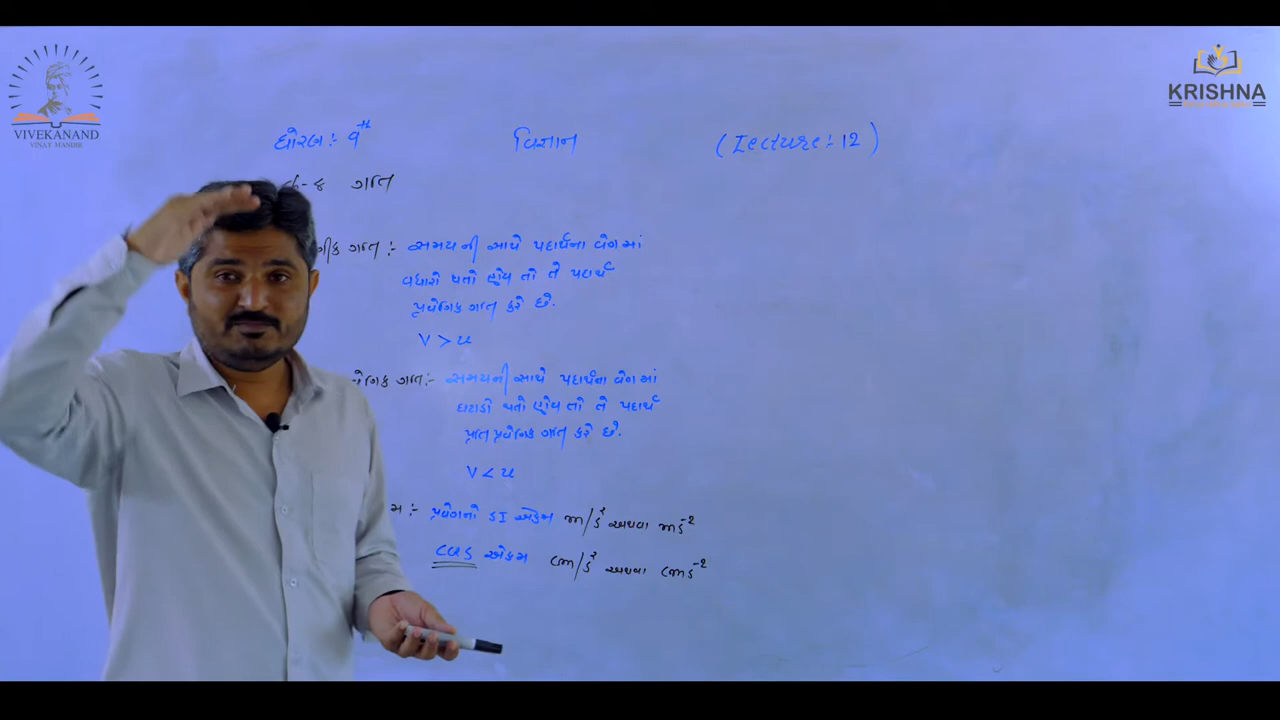 VIVEKANAND
VINAY MANDIR
KRISHNA
ધોરણ :- 9th વિજ્ઞાન (Lecture :- 12)
ગતિ
ગતિ :- સમયની સાથે પદાર્થના વેગમાં
વધારો થતો હોય તો તે પદાર્થ
પ્રવેગિક ગતિ કરે છે.
V > u
ગતિ :- સમયની સાથે પદાર્થના વેગમાં
ઘટાડો થતો હોય તો તે પદાર્થ
પ્રતિ પ્રવેગિક ગતિ કરે છે.
V < u
પ્રવેગનો SI એકમ m/s² અથવા ms⁻²
CGS એકમ cm/s² અથવા cms⁻²